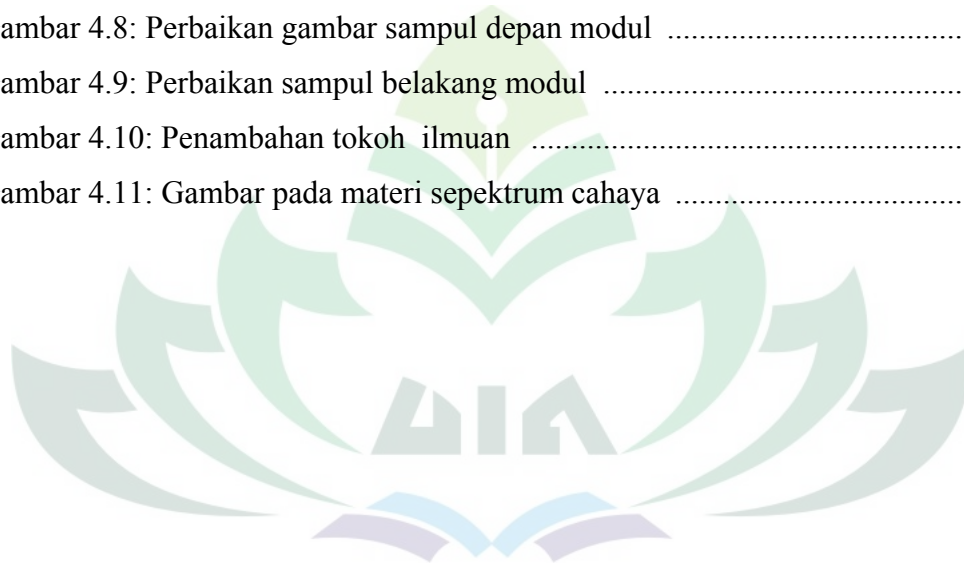 ambar 4.8: Perbaikan gambar sampul depan modul ....................................
ambar 4.9: Perbaikan sampul belakang modul ............................................
ambar 4.10: Penambahan tokoh ilmuan .....................................................
ambar 4.11: Gambar pada materi sepektrum cahaya ...................................
UIN